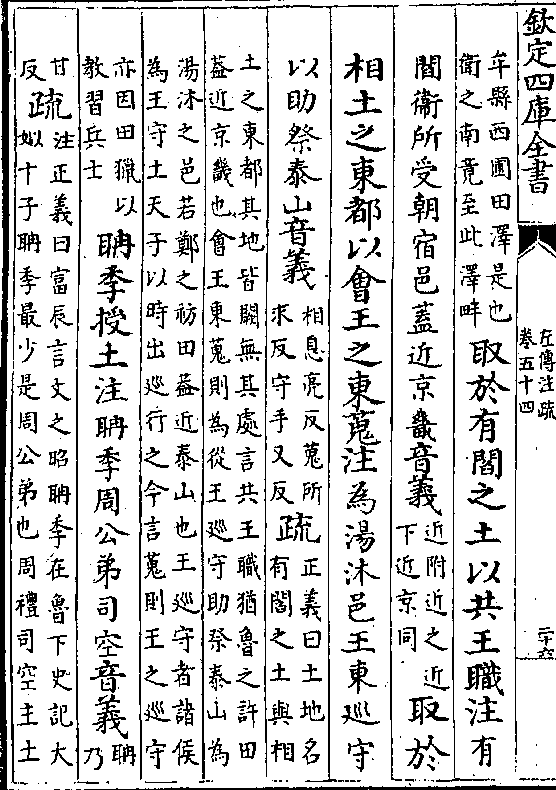 欽定四庫全書
左傳注疏
卷五十四
二十六
牟縣西圃田澤是也
衛之南竟至此澤畔
取於有閻之土以共王職注有
閻衛所受朝宿邑蓋近京畿音義
近附近之近
下近京同
取於
相土之東都以會王之東蒐注為湯沐邑王東巡守
以助祭泰山音義
相息亮反蒐所
求反守手又反
疏
正義曰土地名
有閻之土與相
土之東都其地皆闕無其處言共王職猶魯之許田
蓋近京畿也會王東蒐則為從王巡守助祭泰山為
湯沐之邑若鄭之祊田蓋近泰山也王巡守者諸侯
為王守土天子以時出巡行之今言蒐則王之巡守
亦因田獵以
教習兵士
耼季授土注耼季周公弟司空音義
耼
乃
甘
反
疏
注正義曰富辰言文之昭耼季在魯下史記大
姒十子耼季最少是周公弟也周禮司空主土